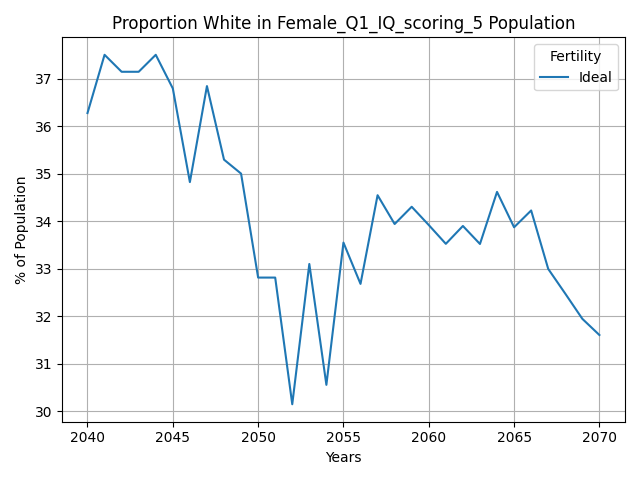 Proportion White in Female_Q1_IQ_scoring_5 Population
Fertility
Ideal
37
36
35
34
33
32
31
30
% of Population
2040 2045 2050 2055 2060 2065 2070
Years